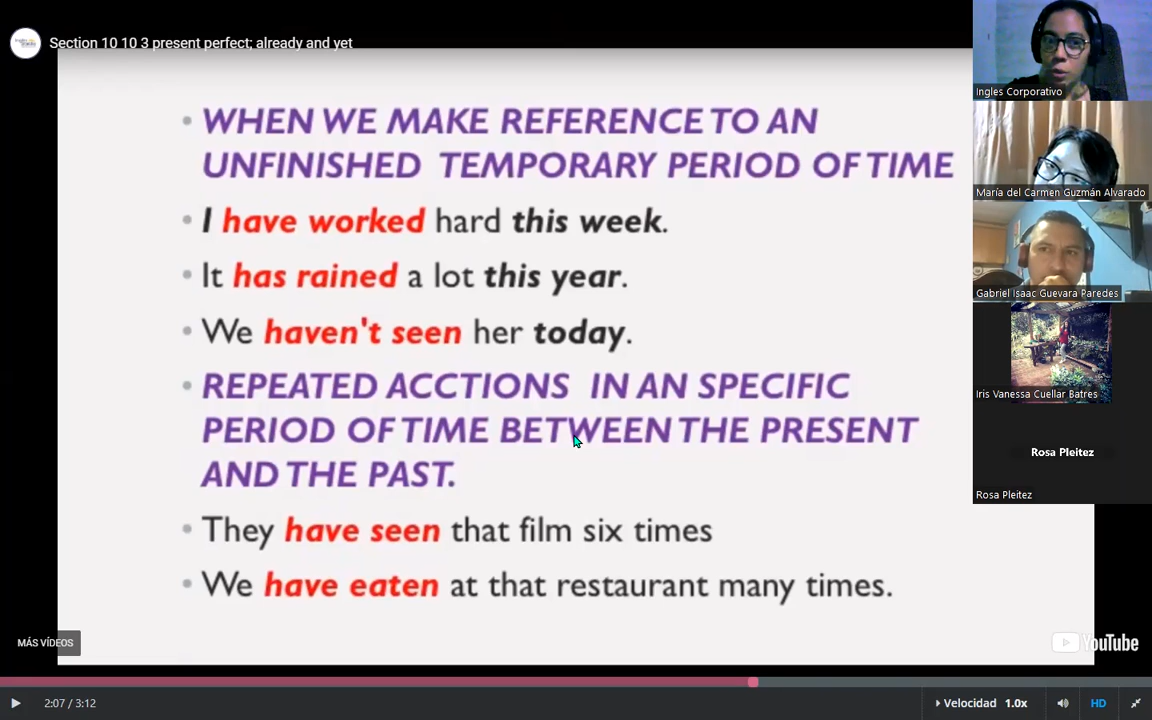 Section 10 10 3 present perfect; already and yet
• WHEN WE MAKE REFERENCE TO AN
UNFINISHED TEMPORARY PERIOD OF TIME
• I have worked hard this week.
• It has rained a lot this year.
• We haven't seen her today.
• REPEATED ACCTIONS IN AN SPECIFIC
PERIOD OF TIME BETWEEN THE PRESENT
AND THE PAST.
• They have seen that film six times
• We have eaten at that restaurant many times.
MÁS VÍDEOS
YouTube
2:07 / 3:12
Velocidad 1.0x
HD
Ingles Corporativo
María del Carmen Guzmán Alvarado
Gabriel Isaac Guevara Paredes
Iris Vanessa Cuellar Batres
Rosa Pleitez
Rosa Pleitez